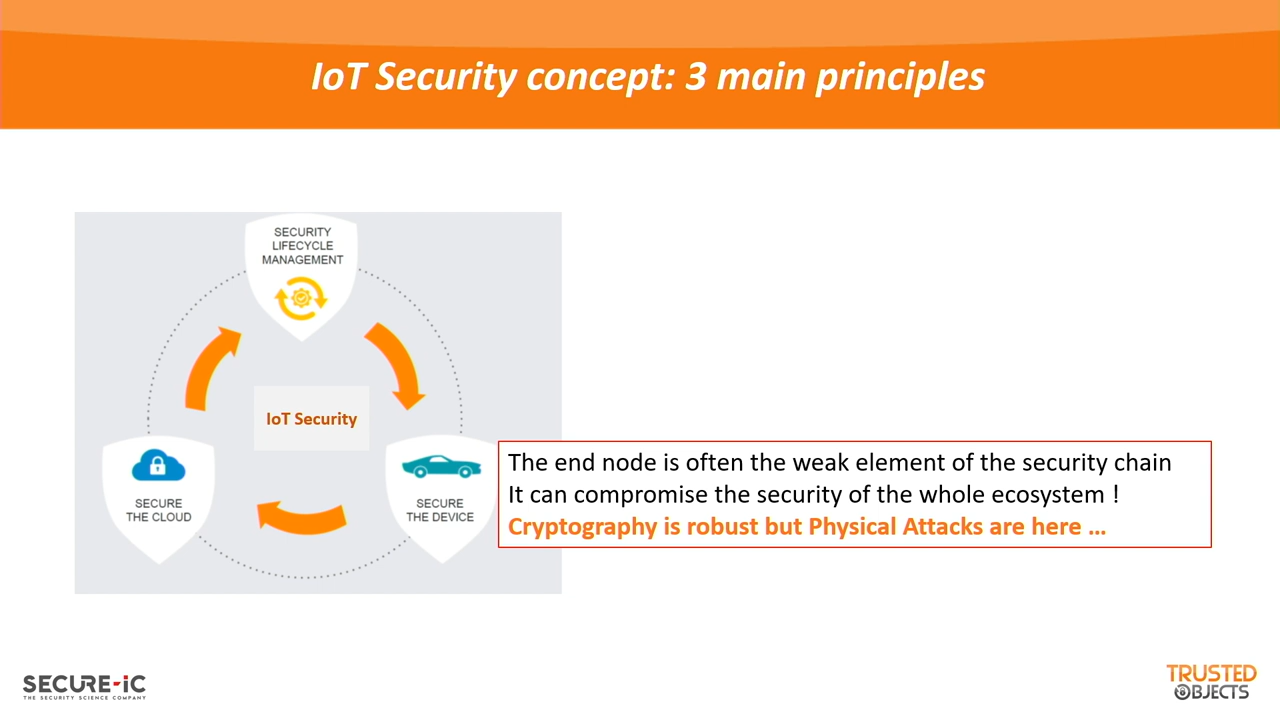 IoT Security concept: 3 main principles
SECURITY
LIFECYCLE
MANAGEMENT
IoT Security
SECURE
THE CLOUD
SECURE
THE DEVICE
The end node is often the weak element of the security chain
It can compromise the security of the whole ecosystem !
Cryptography is robust but Physical Attacks are here ...
SECURE-iC
THE SECURITY SCIENCE COMPANY
TRUSTED
OBJECTS